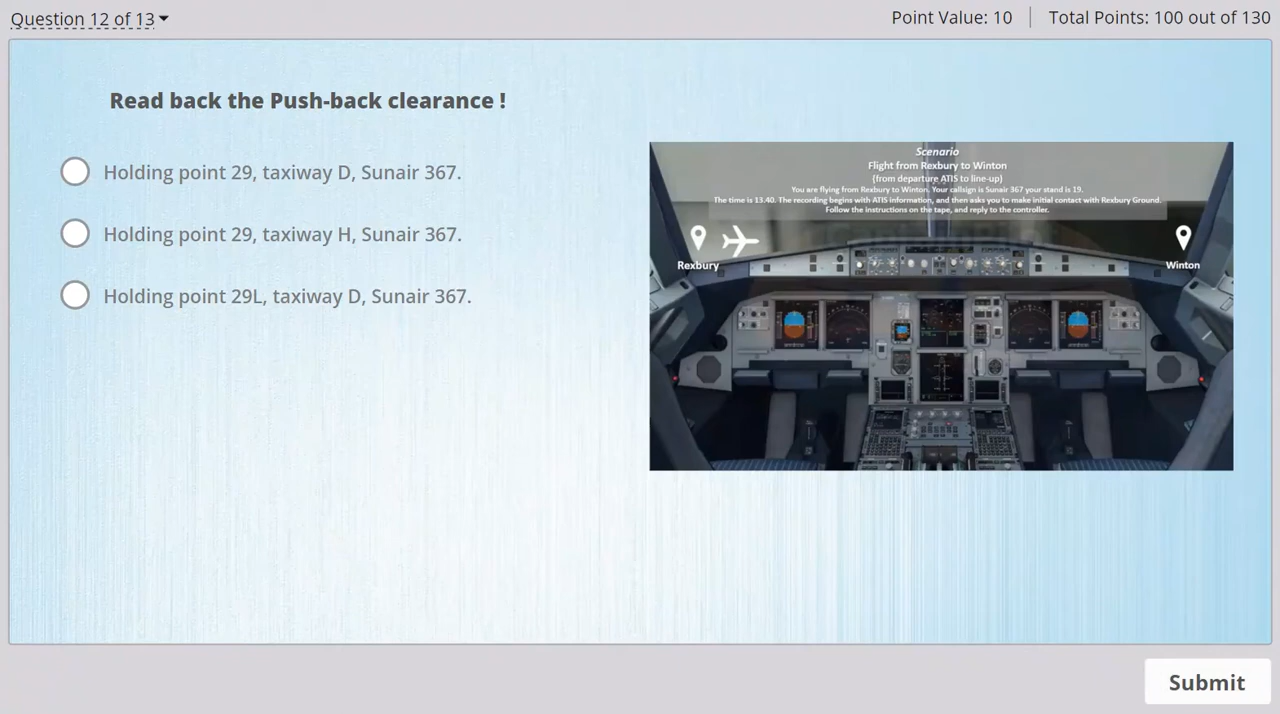 Question 12 of 13
Point Value: 10
Total Points: 100 out of 130
Read back the Push-back clearance !
Holding point 29, taxiway D, Sunair 367.
Holding point 29, taxiway H, Sunair 367.
Holding point 29L, taxiway D, Sunair 367.
Scenario
Flight from Rexbury to Winton
(from departure ATIS to line-up)
You are flying from Rexbury to Winton. Your callsign is Sunair 367 your stand is 19.
The time is 13.40. The recording begins with ATIS information, and then asks you to make initial contact with Rexbury Ground.
Follow the instructions on the tape, and reply to the controller.
Rexbury
Winton
Submit